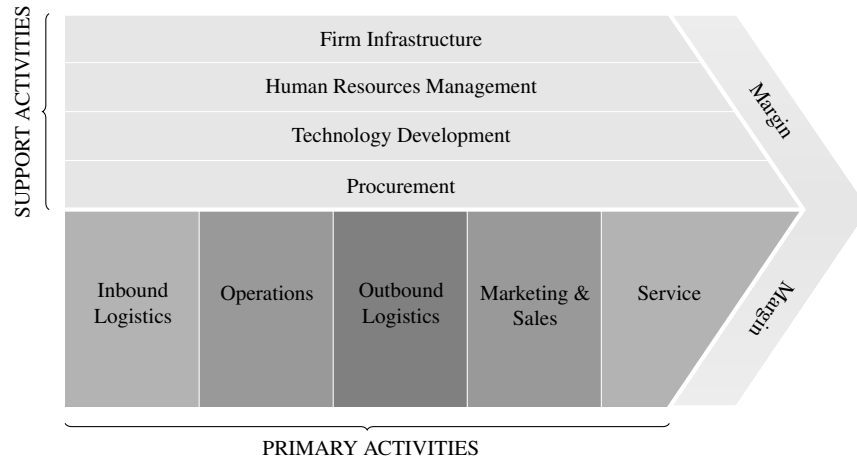 SUPPORT ACTIVITIES
Firm Infrastructure
Human Resources Management
Technology Development
Procurement
Margin
Inbound
Logistics
Operations
Outbound
Logistics
Marketing &
Sales
Service
Margin
PRIMARY ACTIVITIES